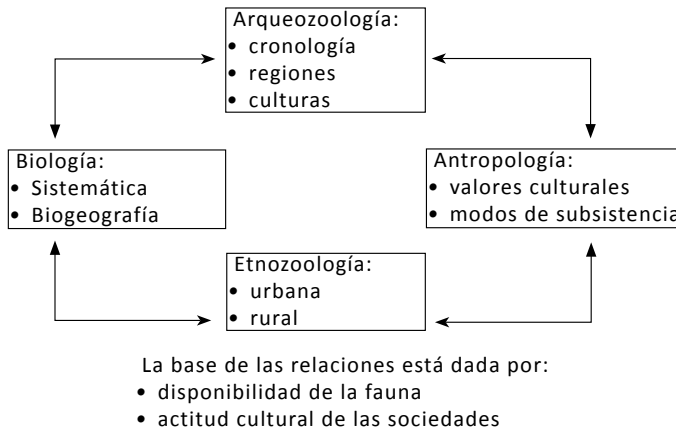 Arqueozoología:
• cronología
• regiones
• culturas
Biología:
• Sistemática
• Biogeografía
Antropología:
• valores culturales
• modos de subsistencia
Etnozoología:
• urbana
• rural
La base de las relaciones está dada por:
• disponibilidad de la fauna
• actitud cultural de las sociedades